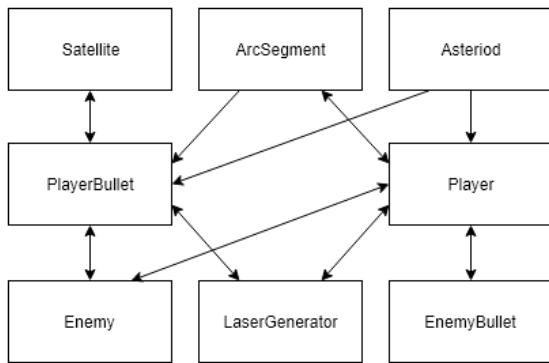 Satellite
ArcSegment
Asteriod
PlayerBullet
Player
Enemy
LaserGenerator
EnemyBullet